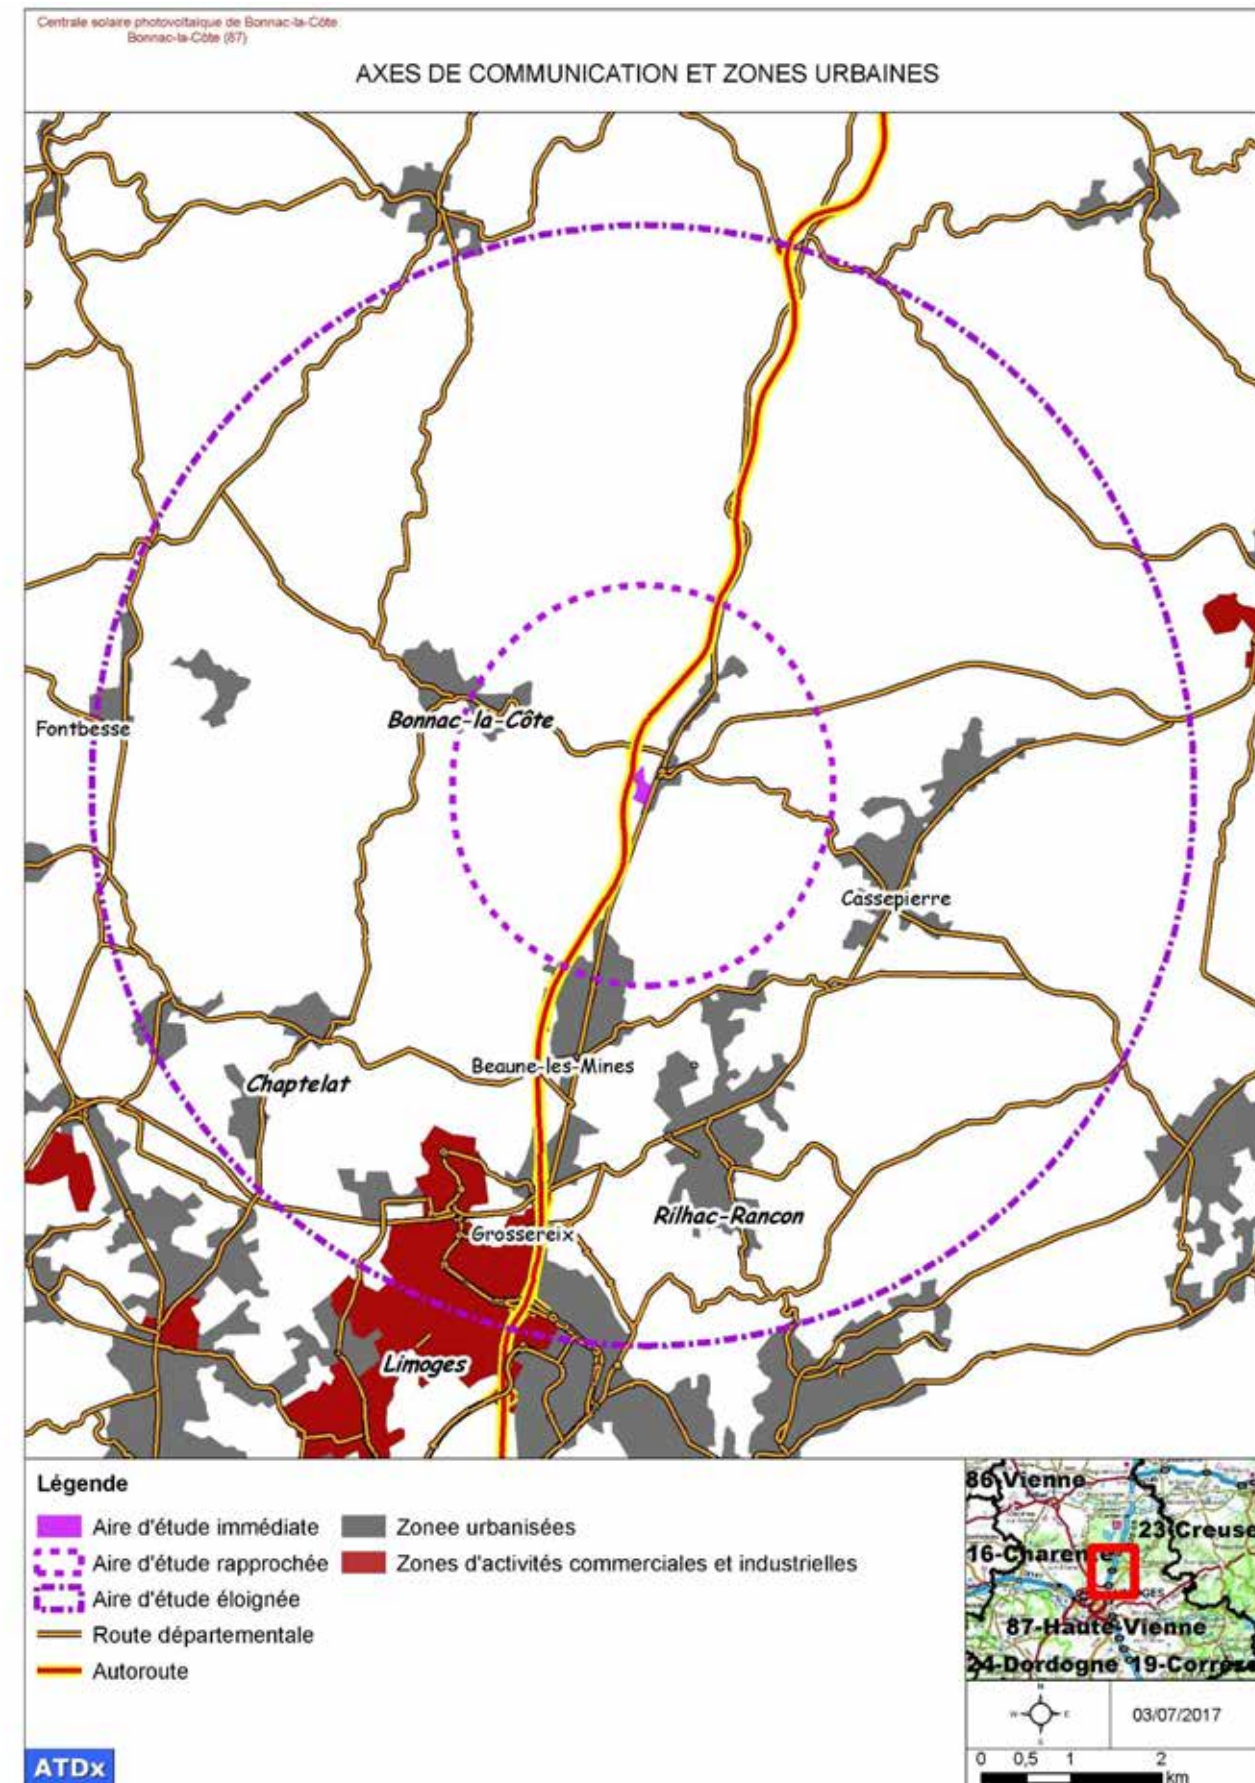 Centrale solaire photovoltaïque de Bonnac-la-Côte
Bonnac-la-Côte (87)
AXES DE COMMUNICATION ET ZONES URBAINES
Fontbesse
Bonnac-la-Côte
Cassepierre
Beaune-les-Mines
Chaptelat
Rilhac-Rancon
Grossereix
Limoges
Légende
Aire d'étude immédiate
Zonee urbanisées
Aire d'étude rapprochée
Zones d'activités commerciales et industrielles
Aire d'étude éloignée
Route départementale
Autoroute
86-Vienne
23-Creuse
16-Charente
GES
87-Haute-Vienne
24-Dordogne 19-Corrèze
N
W E
S
03/07/2017
0 0,5 1 2
km
ATDx